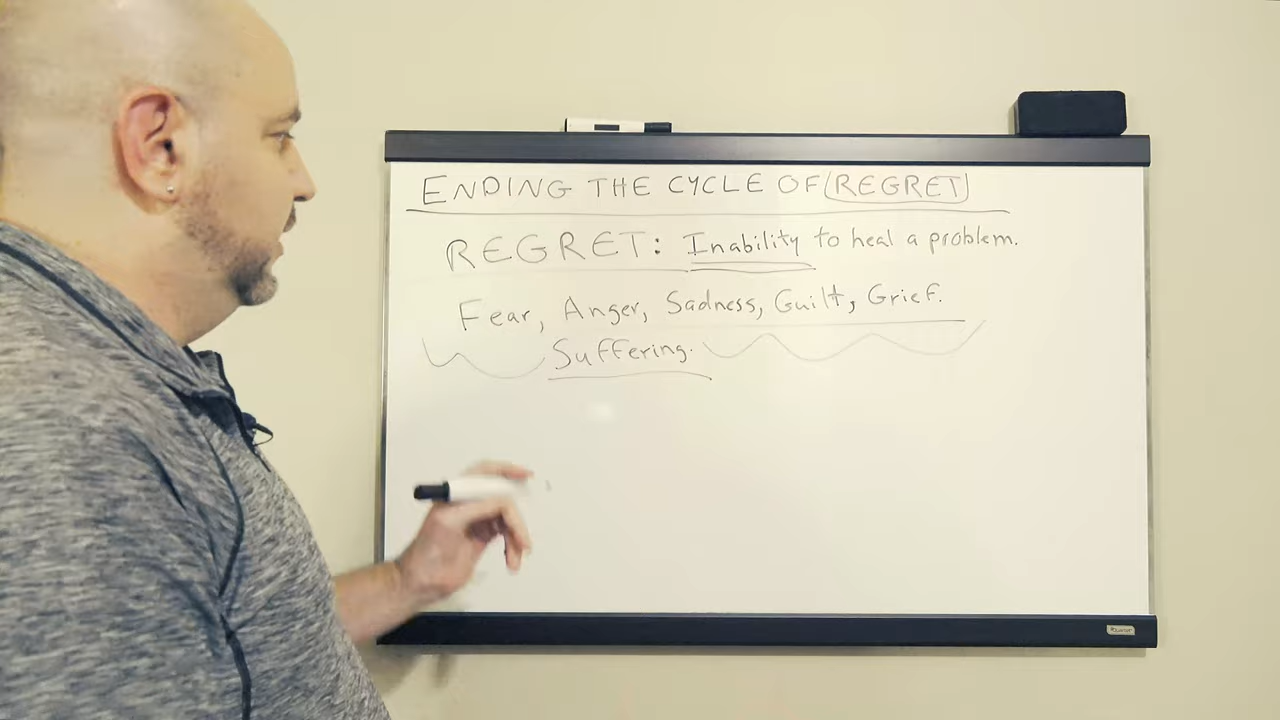 ENDING THE CYCLE OF REGRET
REGRET: Inability to heal a problem.
Fear, Anger, Sadness, Guilt, Grief.
Suffering.